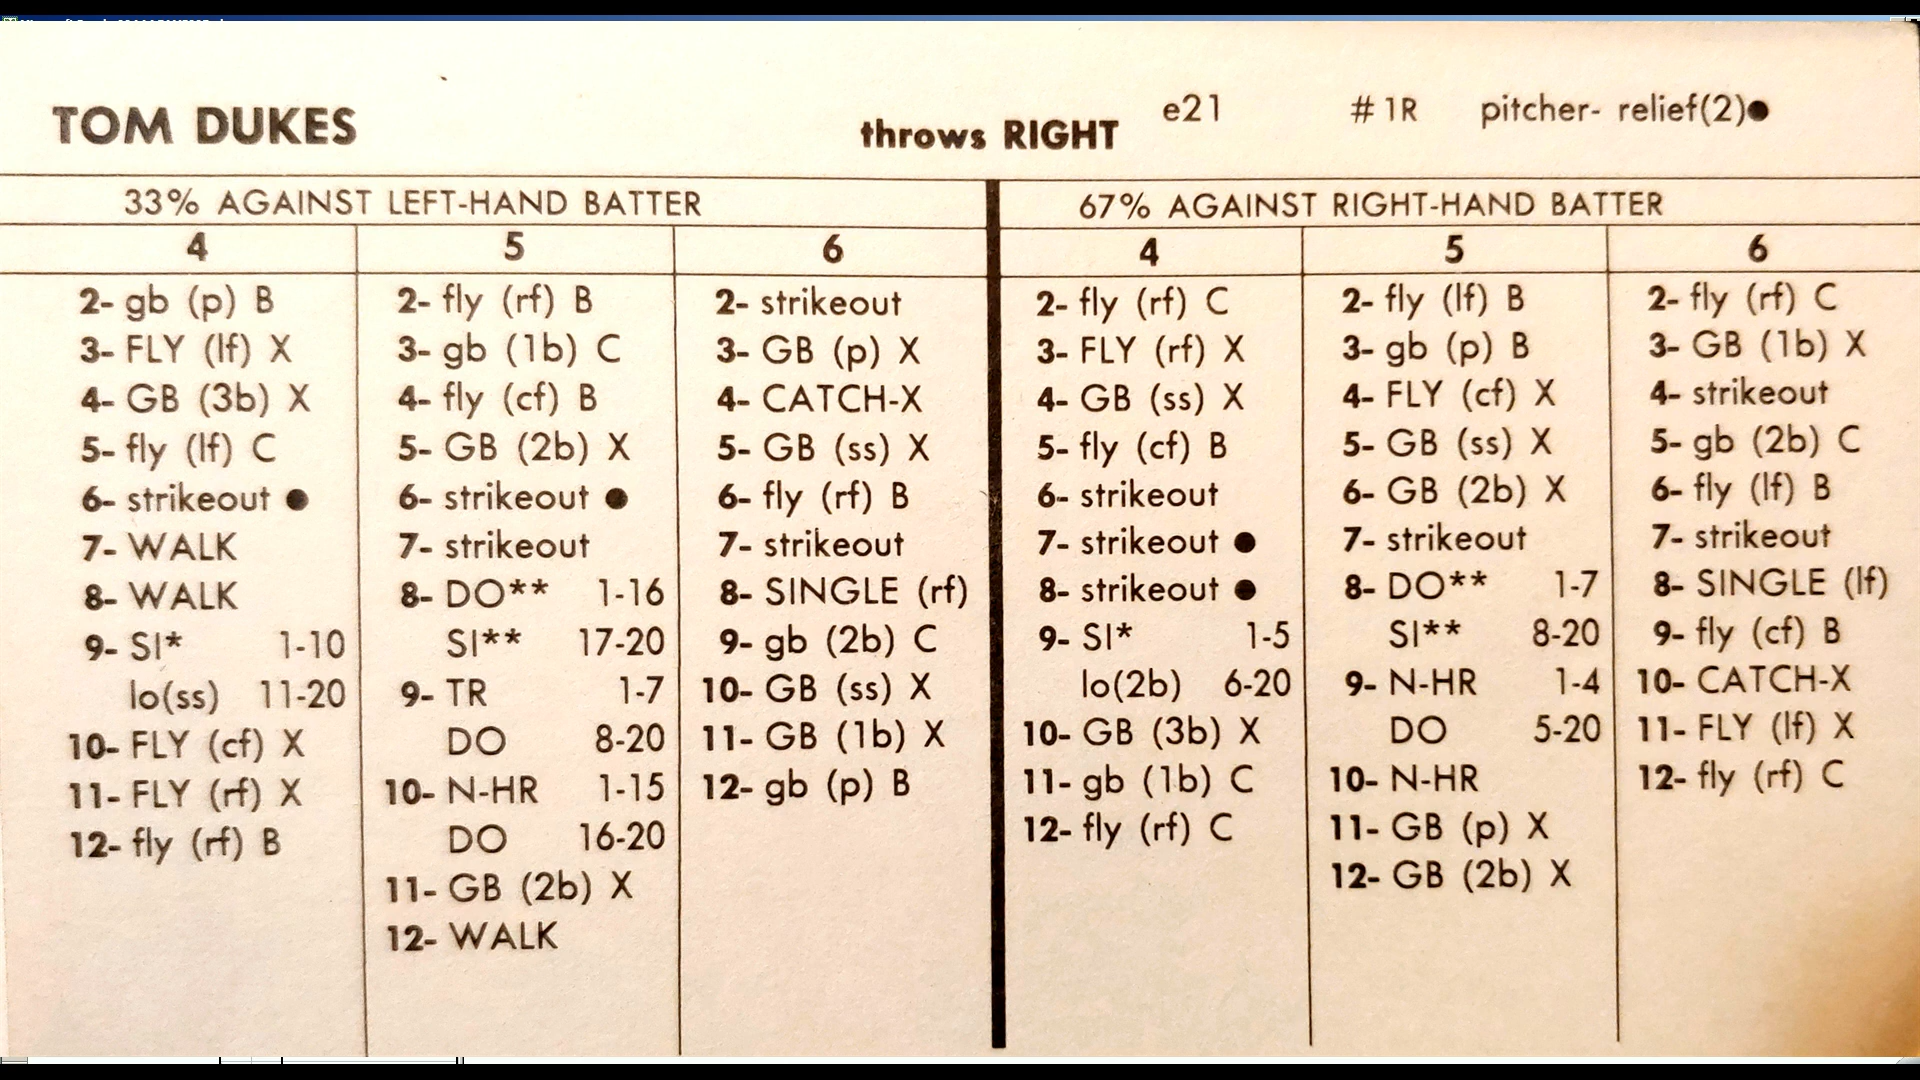 TOM DUKES
throws RIGHT
e21 # 1R pitcher- relief(2)●
33% AGAINST LEFT-HAND BATTER
4
2- gb (p) B
3- FLY (lf) X
4- GB (3b) X
5- fly (lf) C
6- strikeout ●
7- WALK
8- WALK
9- SI* 1-10
lo(ss) 11-20
10- FLY (cf) X
11- FLY (rf) X
12- fly (rf) B
5
2- fly (rf) B
3- gb (1b) C
4- fly (cf) B
5- GB (2b) X
6- strikeout ●
7- strikeout
8- DO** 1-16
SI** 17-20
9- TR 1-7
DO 8-20
10- N-HR 1-15
DO 16-20
11- GB (2b) X
12- WALK
6
2- strikeout
3- GB (p) X
4- CATCH-X
5- GB (ss) X
6- fly (rf) B
7- strikeout
8- SINGLE (rf)
9- gb (2b) C
10- GB (ss) X
11- GB (1b) X
12- gb (p) B
67% AGAINST RIGHT-HAND BATTER
4
2- fly (rf) C
3- FLY (rf) X
4- GB (ss) X
5- fly (cf) B
6- strikeout
7- strikeout ●
8- strikeout ●
9- SI* 1-5
lo(2b) 6-20
10- GB (3b) X
11- gb (1b) C
12- fly (rf) C
5
2- fly (lf) B
3- gb (p) B
4- FLY (cf) X
5- GB (ss) X
6- GB (2b) X
7- strikeout
8- DO** 1-7
SI** 8-20
9- N-HR 1-4
DO 5-20
10- N-HR
11- GB (p) X
12- GB (2b) X
6
2- fly (rf) C
3- GB (1b) X
4- strikeout
5- gb (2b) C
6- fly (lf) B
7- strikeout
8- SINGLE (lf)
9- fly (cf) B
10- CATCH-X
11- FLY (lf) X
12- fly (rf) C